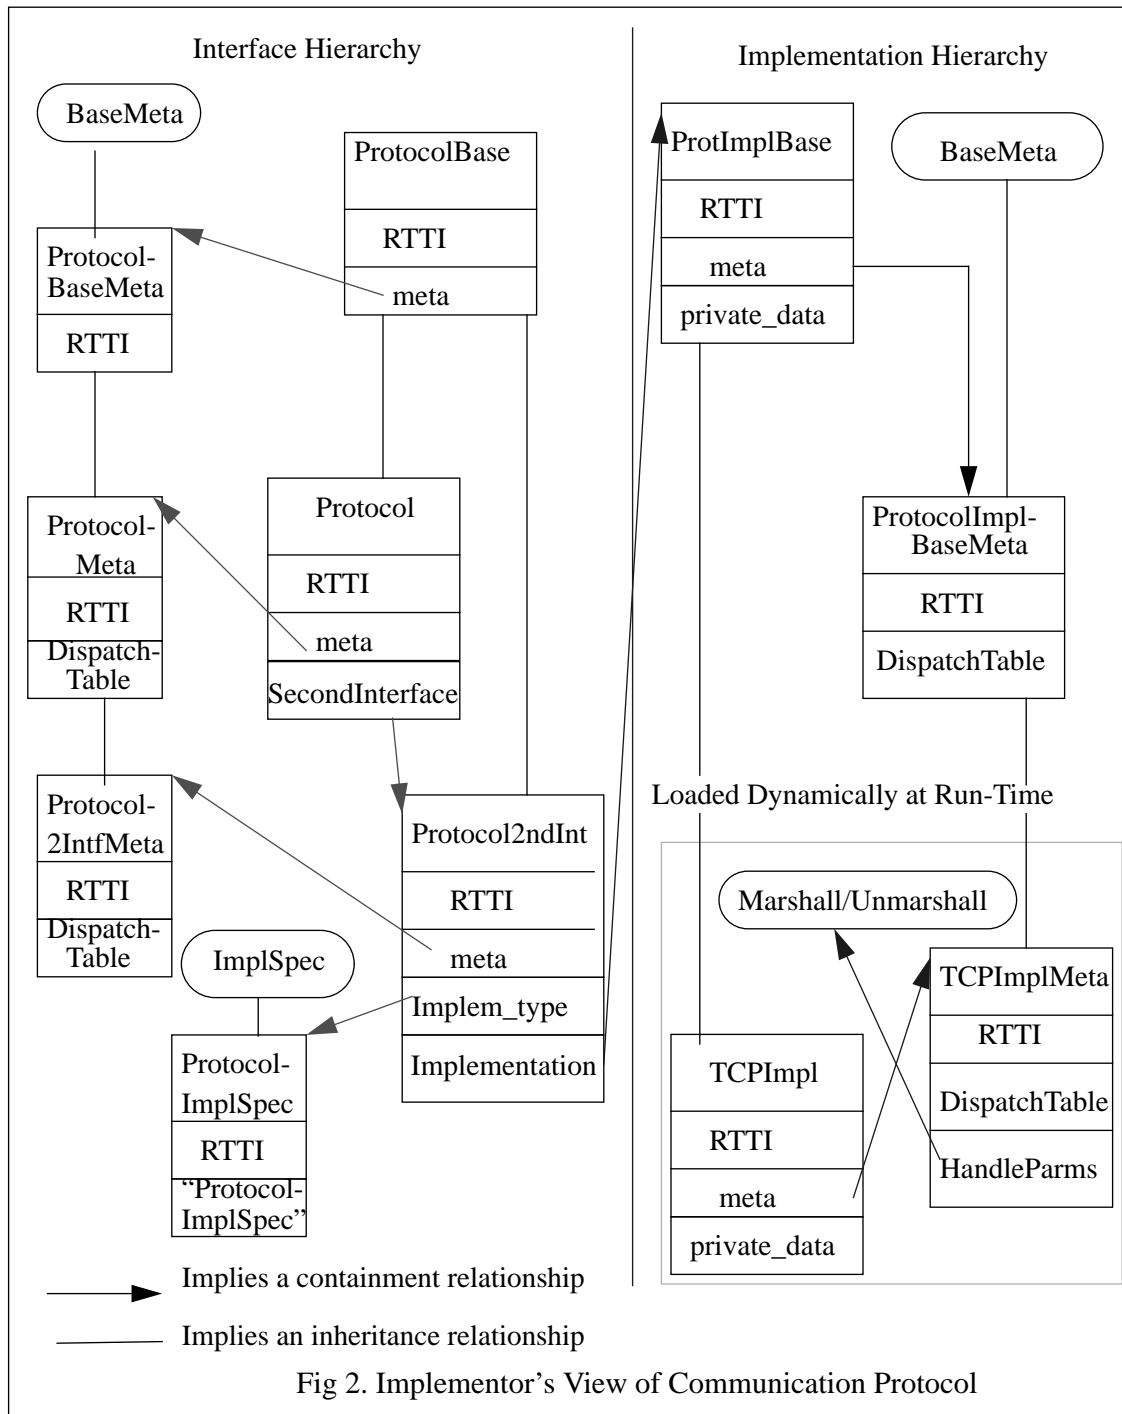 Interface Hierarchy
BaseMeta
ProtocolBase
RTTI
meta
Protocol-
BaseMeta
RTTI
Protocol-
Meta
RTTI
Dispatch-
Table
Protocol
RTTI
meta
SecondInterface
Protocol-
2IntfMeta
RTTI
Dispatch-
Table
Protocol2ndInt
RTTI
meta
Implem_type
Implementation
ImplSpec
Protocol-
ImplSpec
RTTI
“Protocol-
ImplSpec”
Implementation Hierarchy
ProtImplBase
RTTI
meta
private_data
BaseMeta
ProtocolImpl-
BaseMeta
RTTI
DispatchTable
Loaded Dynamically at Run-Time
Marshall/Unmarshall
TCPImpl
RTTI
meta
private_data
TCPImplMeta
RTTI
DispatchTable
HandleParms
Implies a containment relationship
Implies an inheritance relationship
Fig 2. Implementor’s View of Communication Protocol